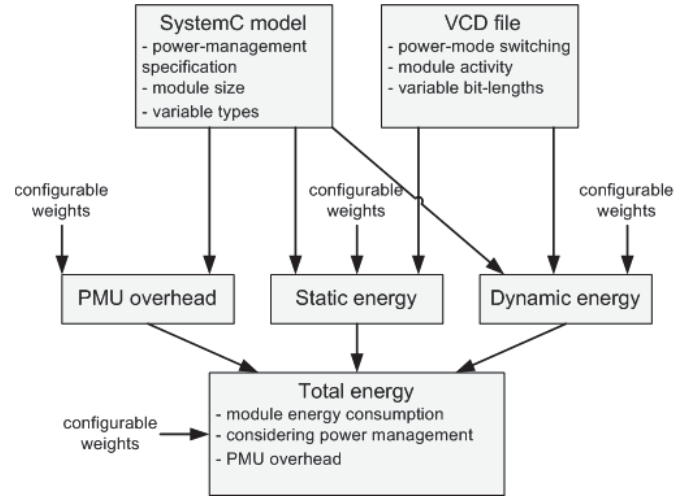 SystemC model
- power-management
specification
- module size
- variable types
VCD file
- power-mode switching
- module activity
- variable bit-lengths
configurable
weights
configurable
weights
configurable
weights
PMU overhead
Static energy
Dynamic energy
Total energy
- module energy consumption
- considering power management
- PMU overhead
configurable
weights